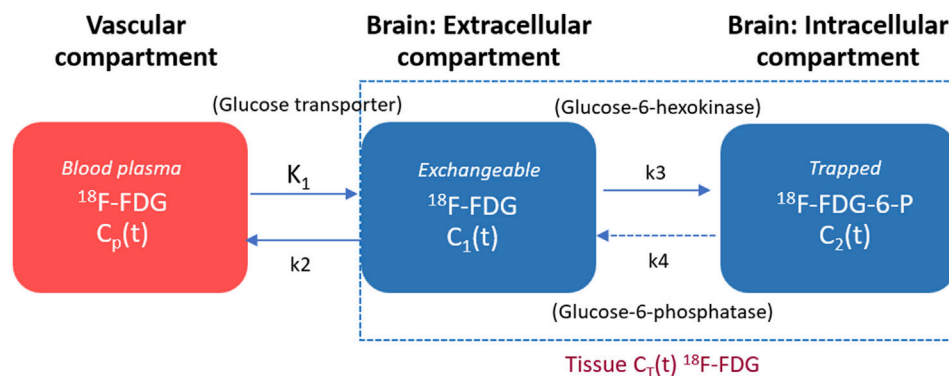 Vascular
compartment
Brain: Extracellular
compartment
Brain: Intracellular
compartment
(Glucose transporter)
(Glucose-6-hexokinase)
Blood plasma
¹⁸F-FDG
Cₚ(t)
K₁
k2
Exchangeable
¹⁸F-FDG
C₁(t)
k3
k4
Trapped
¹⁸F-FDG-6-P
C₂(t)
(Glucose-6-phosphatase)
Tissue C_T(t) ¹⁸F-FDG